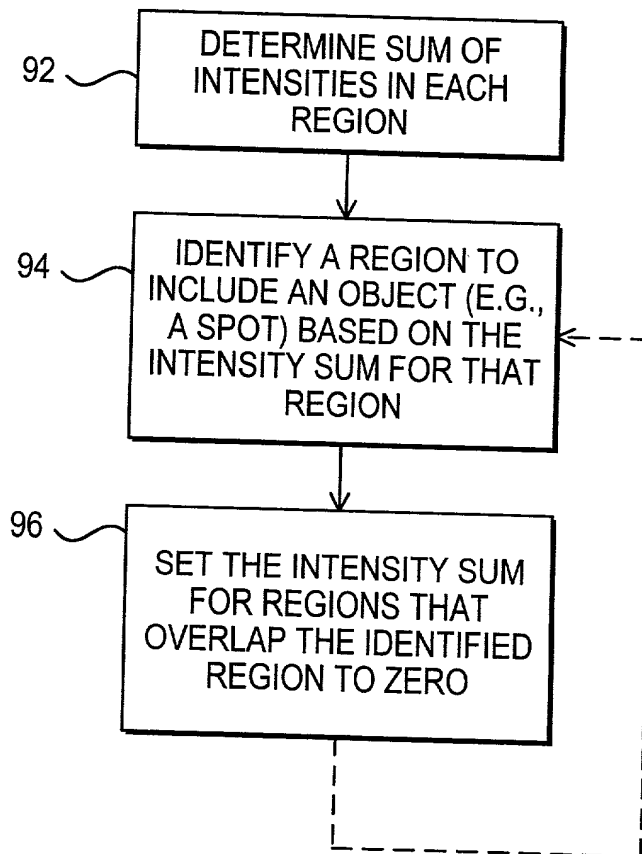 92
DETERMINE SUM OF
INTENSITIES IN EACH
REGION
94
IDENTIFY A REGION TO
INCLUDE AN OBJECT (E.G.,
A SPOT) BASED ON THE
INTENSITY SUM FOR THAT
REGION
96
SET THE INTENSITY SUM
FOR REGIONS THAT
OVERLAP THE IDENTIFIED
REGION TO ZERO